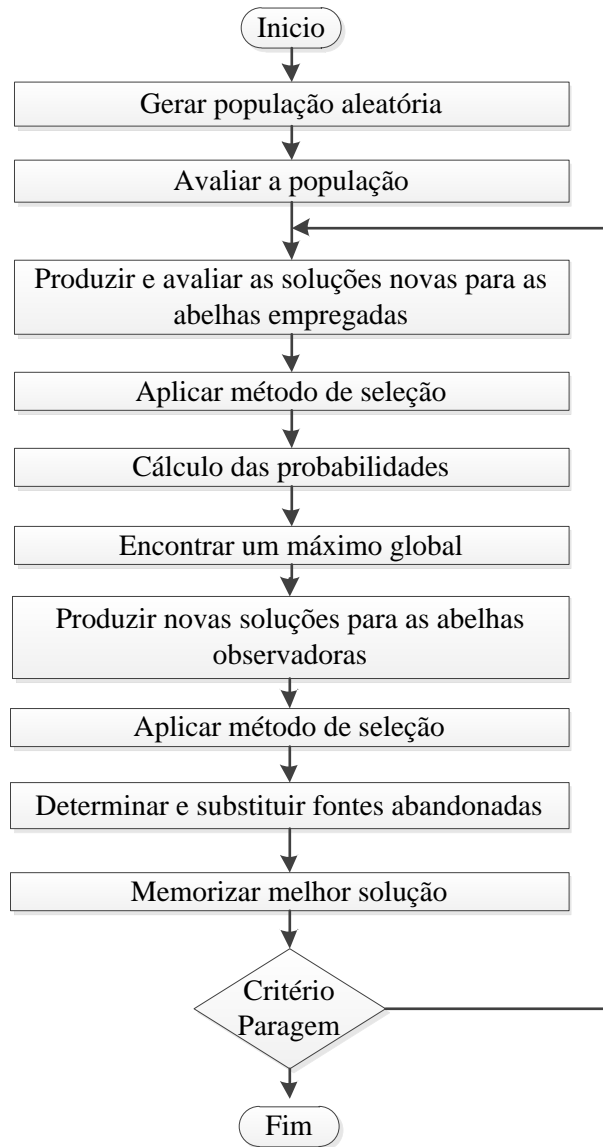 Inicio
Gerar população aleatória
Avaliar a população
Produzir e avaliar as soluções novas para as
abelhas empregadas
Aplicar método de seleção
Cálculo das probabilidades
Encontrar um máximo global
Produzir novas soluções para as abelhas
observadoras
Aplicar método de seleção
Determinar e substituir fontes abandonadas
Memorizar melhor solução
Critério
Paragem
Fim